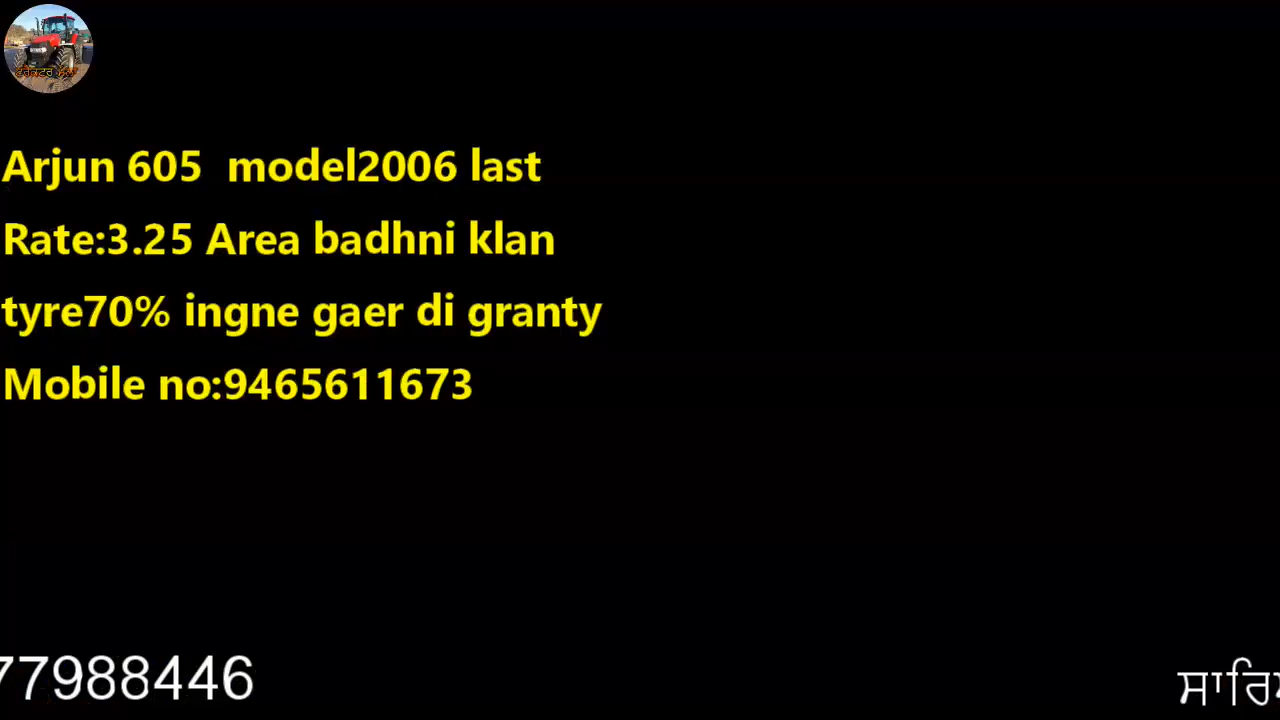 Arjun 605 model2006 last
Rate:3.25 Area badhni klan
tyre70% ingne gaer di granty
Mobile no:9465611673
77988446